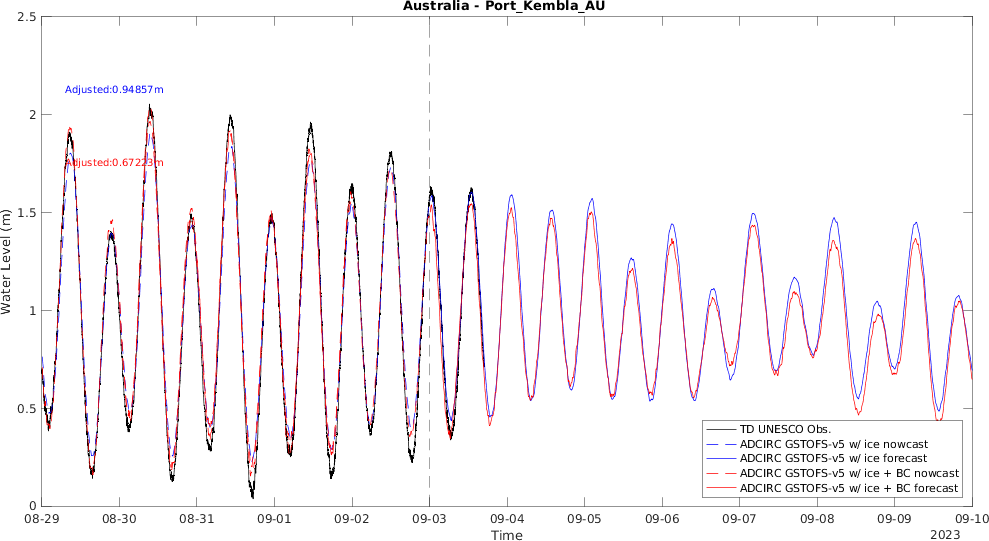 Australia - Port_Kembla_AU
2.5
Adjusted:0.94857m
2
Adjusted:0.67223m
1.5
Water Level (m)
1
0.5
TD UNESCO Obs.
ADCIRC GSTOFS-v5 w/ ice nowcast
ADCIRC GSTOFS-v5 w/ ice forecast
ADCIRC GSTOFS-v5 w/ ice + BC nowcast
ADCIRC GSTOFS-v5 w/ ice + BC forecast
0
08-29 08-30 08-31 09-01 09-02 09-03 09-04 09-05 09-06 09-07 09-08 09-09 09-10
Time
2023